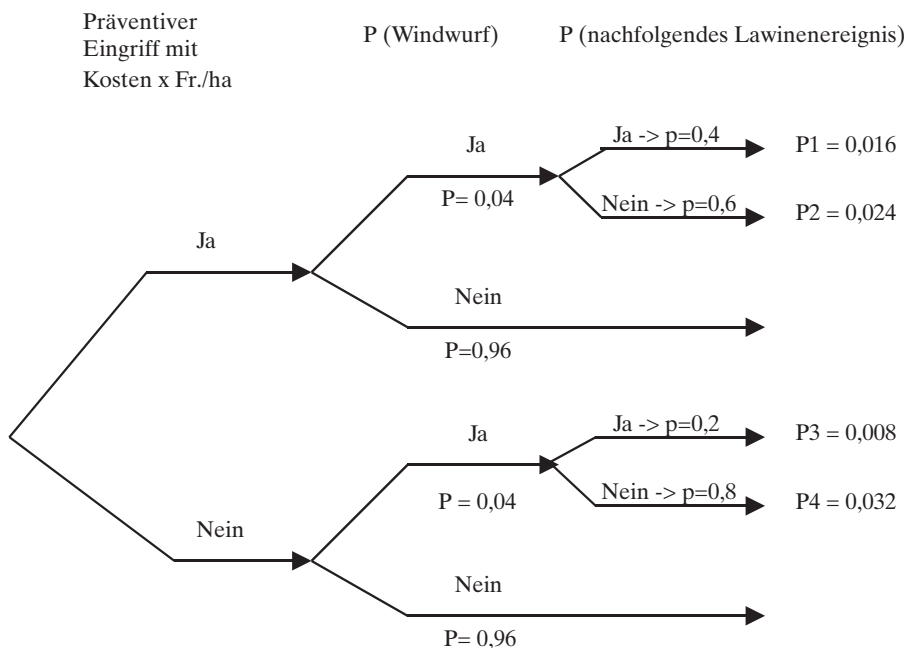 Präventiver
Eingriff mit
Kosten x Fr./ha
P (Windwurf)
P (nachfolgendes Lawinenereignis)
Ja
Ja
P= 0,04
Ja -> p=0,4
P1 = 0,016
Nein -> p=0,6
P2 = 0,024
Nein
P=0,96
Nein
Ja
P = 0,04
Ja -> p=0,2
P3 = 0,008
Nein -> p=0,8
P4 = 0,032
Nein
P= 0,96